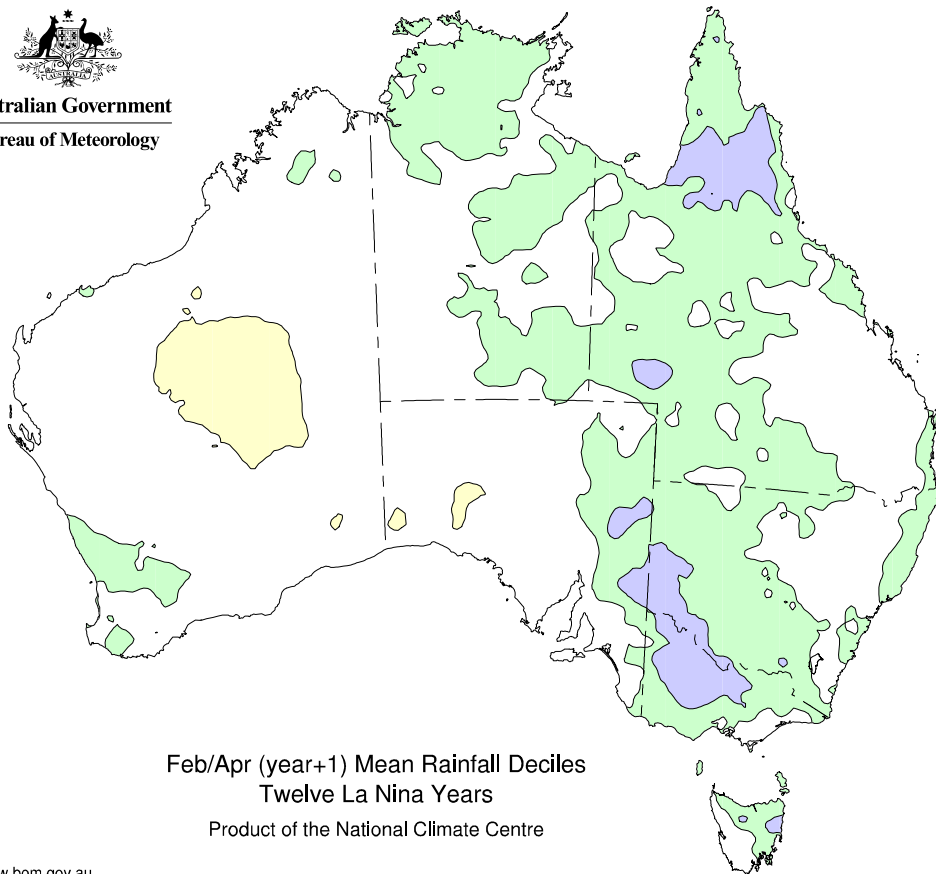 AUSTRALIA
tralian Government
reau of Meteorology
Feb/Apr (year+1) Mean Rainfall Deciles
Twelve La Nina Years
Product of the National Climate Centre
w.bom.gov.au